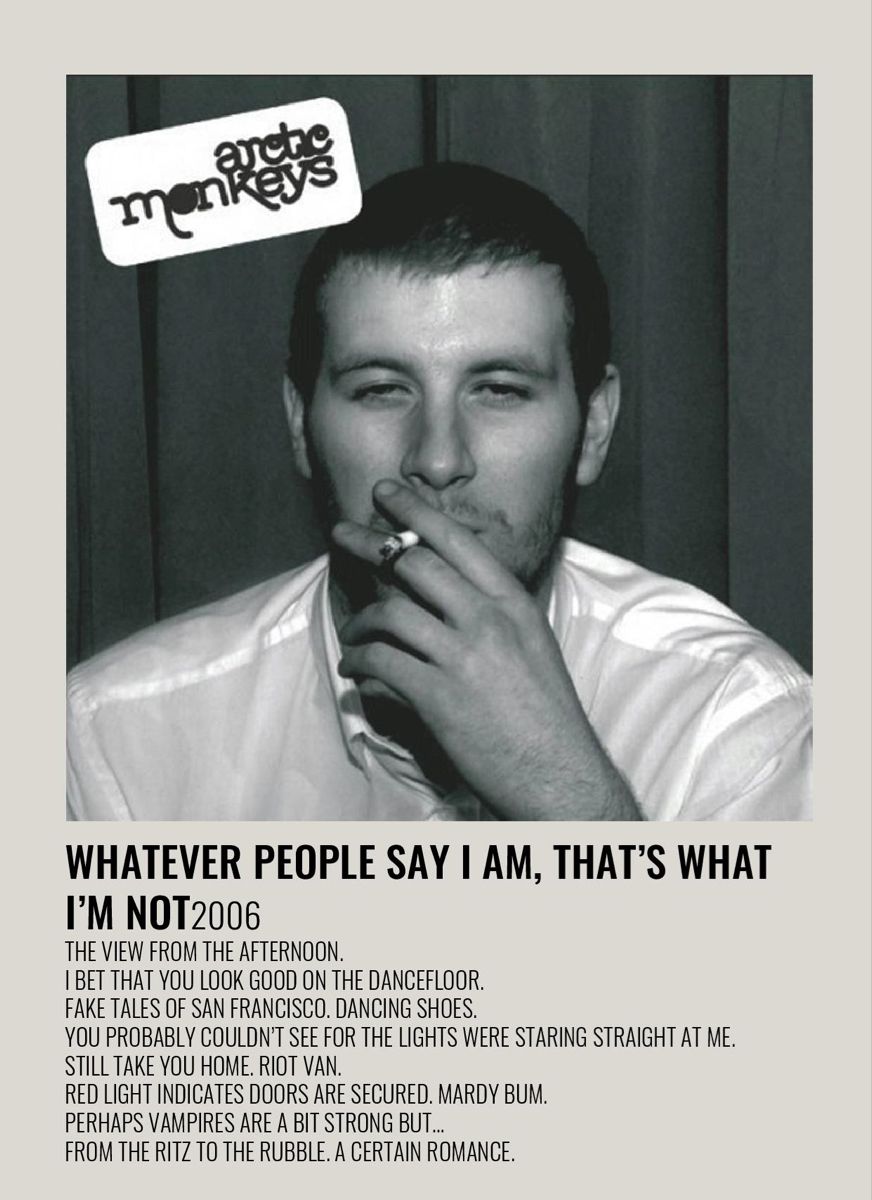 arctic
monkeys
WHATEVER PEOPLE SAY I AM, THAT'S WHAT
I'M NOT2006
THE VIEW FROM THE AFTERNOON.
I BET THAT YOU LOOK GOOD ON THE DANCEFLOOR.
FAKE TALES OF SAN FRANCISCO. DANCING SHOES.
YOU PROBABLY COULDN'T SEE FOR THE LIGHTS WERE STARING STRAIGHT AT ME.
STILL TAKE YOU HOME. RIOT VAN.
RED LIGHT INDICATES DOORS ARE SECURED. MARDY BUM.
PERHAPS VAMPIRES ARE A BIT STRONG BUT...
FROM THE RITZ TO THE RUBBLE. A CERTAIN ROMANCE.